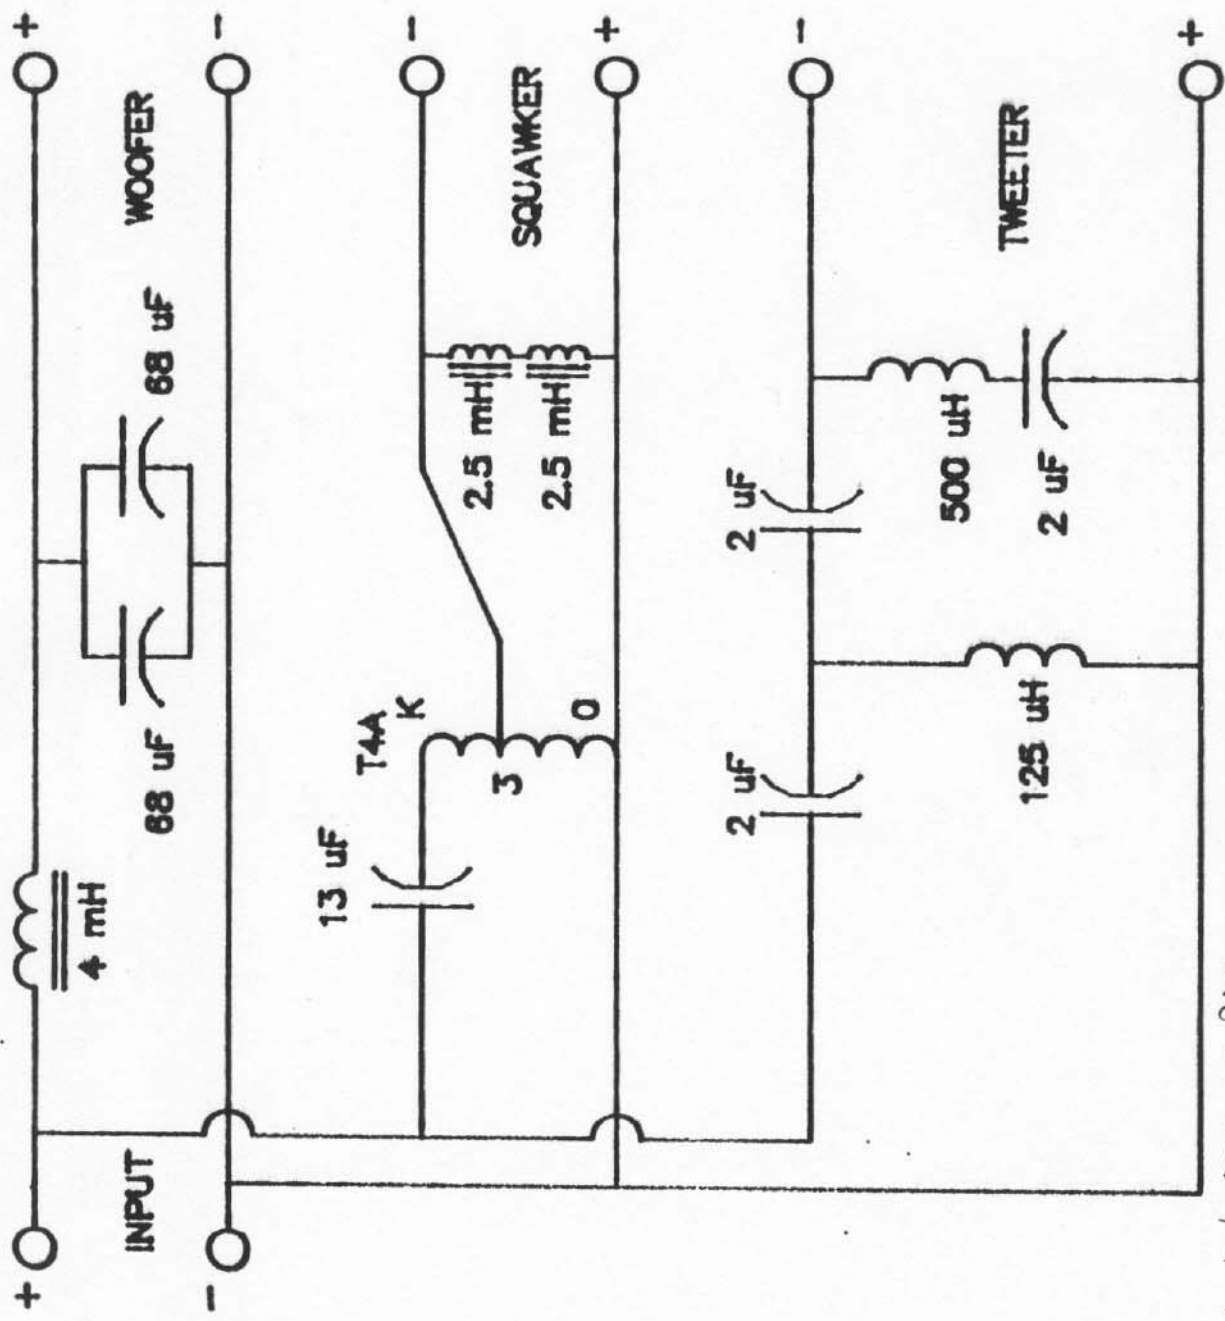 +
-
INPUT
4 mH
68 uF
68 uF
+
WOOFER
-
13 uF
T4A
K
3
0
2.5 mH
2.5 mH
-
SQUAWKER
+
2 uF
2 uF
125 uH
500 uH
2 uF
-
TWEETER
+